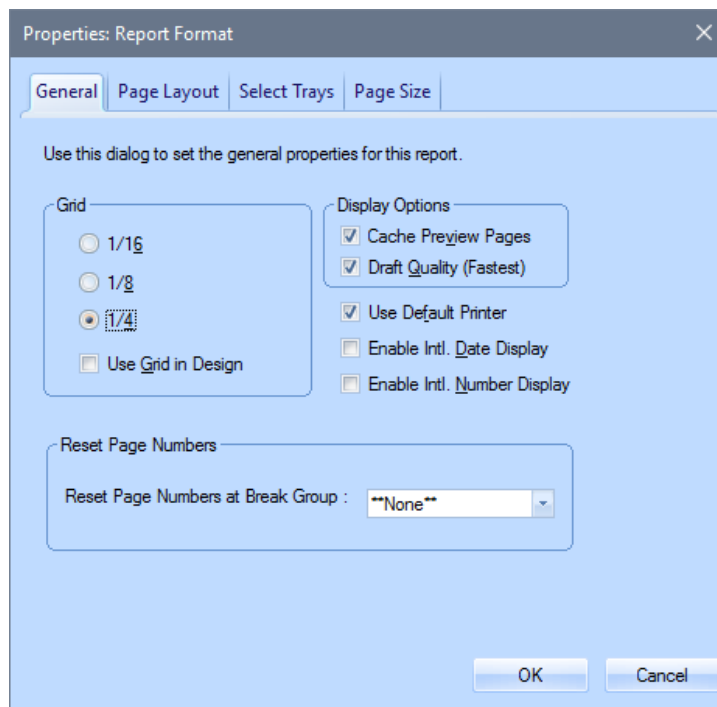 Properties: Report Format
General Page Layout Select Trays Page Size
Use this dialog to set the general properties for this report.
Grid
1/16
1/8
1/4
Use Grid in Design
Display Options
Cache Preview Pages
Draft Quality (Fastest)
Use Default Printer
Enable Intl. Date Display
Enable Intl. Number Display
Reset Page Numbers
Reset Page Numbers at Break Group : **None**
OK Cancel